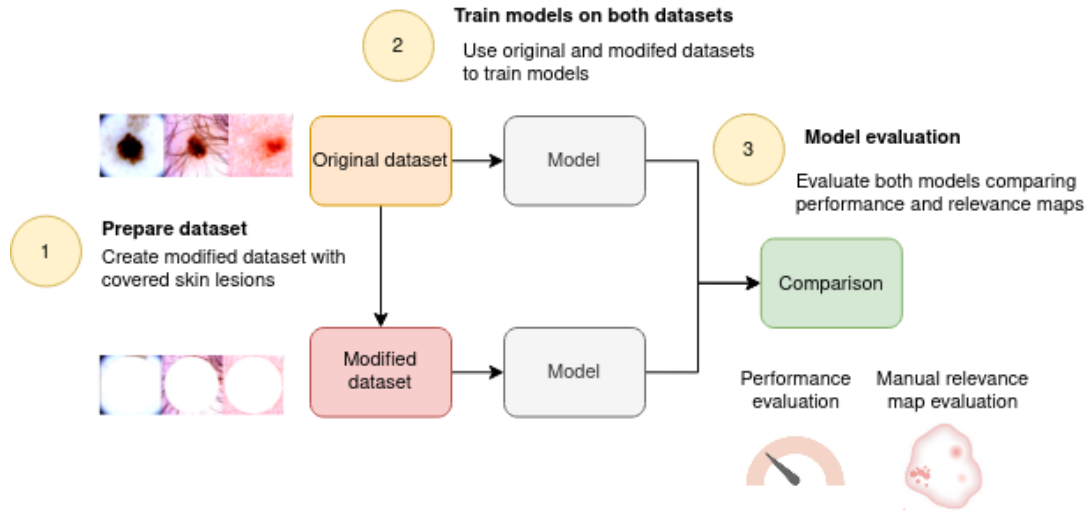 2
Train models on both datasets
Use original and modifed datasets
to train models
Original dataset
Model
3
Model evaluation
Evaluate both models comparing
performance and relevance maps
1
Prepare dataset
Create modified dataset with
covered skin lesions
Comparison
Modified
dataset
Model
Performance
evaluation
Manual relevance
map evaluation